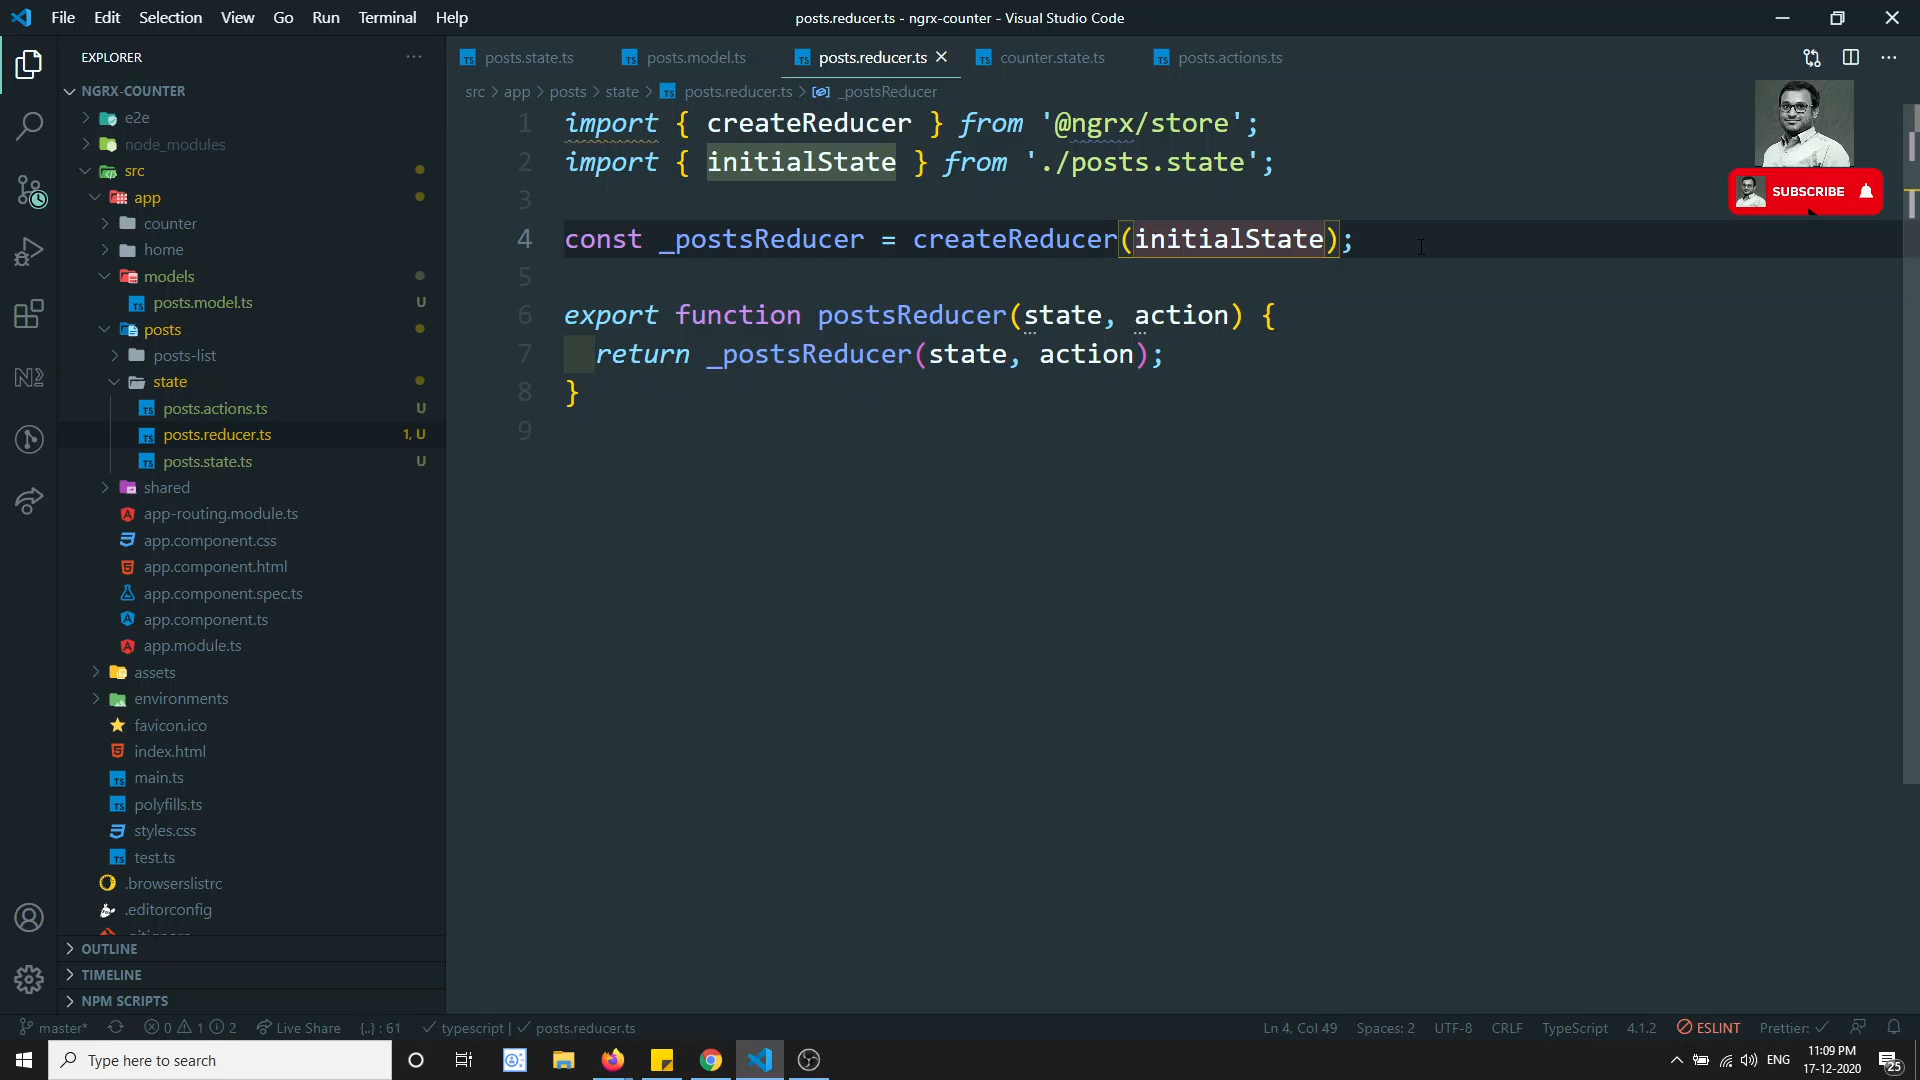 File Edit Selection View Go Run Terminal Help
posts.reducer.ts - ngrx-counter - Visual Studio Code
EXPLORER
NGRX-COUNTER
e2e
node_modules
src
app
counter
home
models
posts.model.ts U
posts
posts-list
state
posts.actions.ts U
posts.reducer.ts 1, U
posts.state.ts U
shared
app-routing.module.ts
app.component.css
app.component.html
app.component.spec.ts
app.component.ts
app.module.ts
assets
environments
favicon.ico
index.html
main.ts
polyfills.ts
styles.css
test.ts
.browserslistrc
.editorconfig
.gitignore
OUTLINE
TIMELINE
NPM SCRIPTS
posts.state.ts posts.model.ts posts.reducer.ts counter.state.ts posts.actions.ts
src > app > posts > state > posts.reducer.ts > _postsReducer
1 import { createReducer } from '@ngrx/store';
2 import { initialState } from './posts.state';
3
4 const _postsReducer = createReducer(initialState);
5
6 export function postsReducer(state, action) {
7 return _postsReducer(state, action);
8 }
9
SUBSCRIBE
master* 0 1 2 Live Share {..} : 61 typescript | posts.reducer.ts
Ln 4, Col 49 Spaces: 2 UTF-8 CRLF TypeScript 4.1.2 ESLINT Prettier:
Type here to search
ENG
11:09 PM
17-12-2020
25